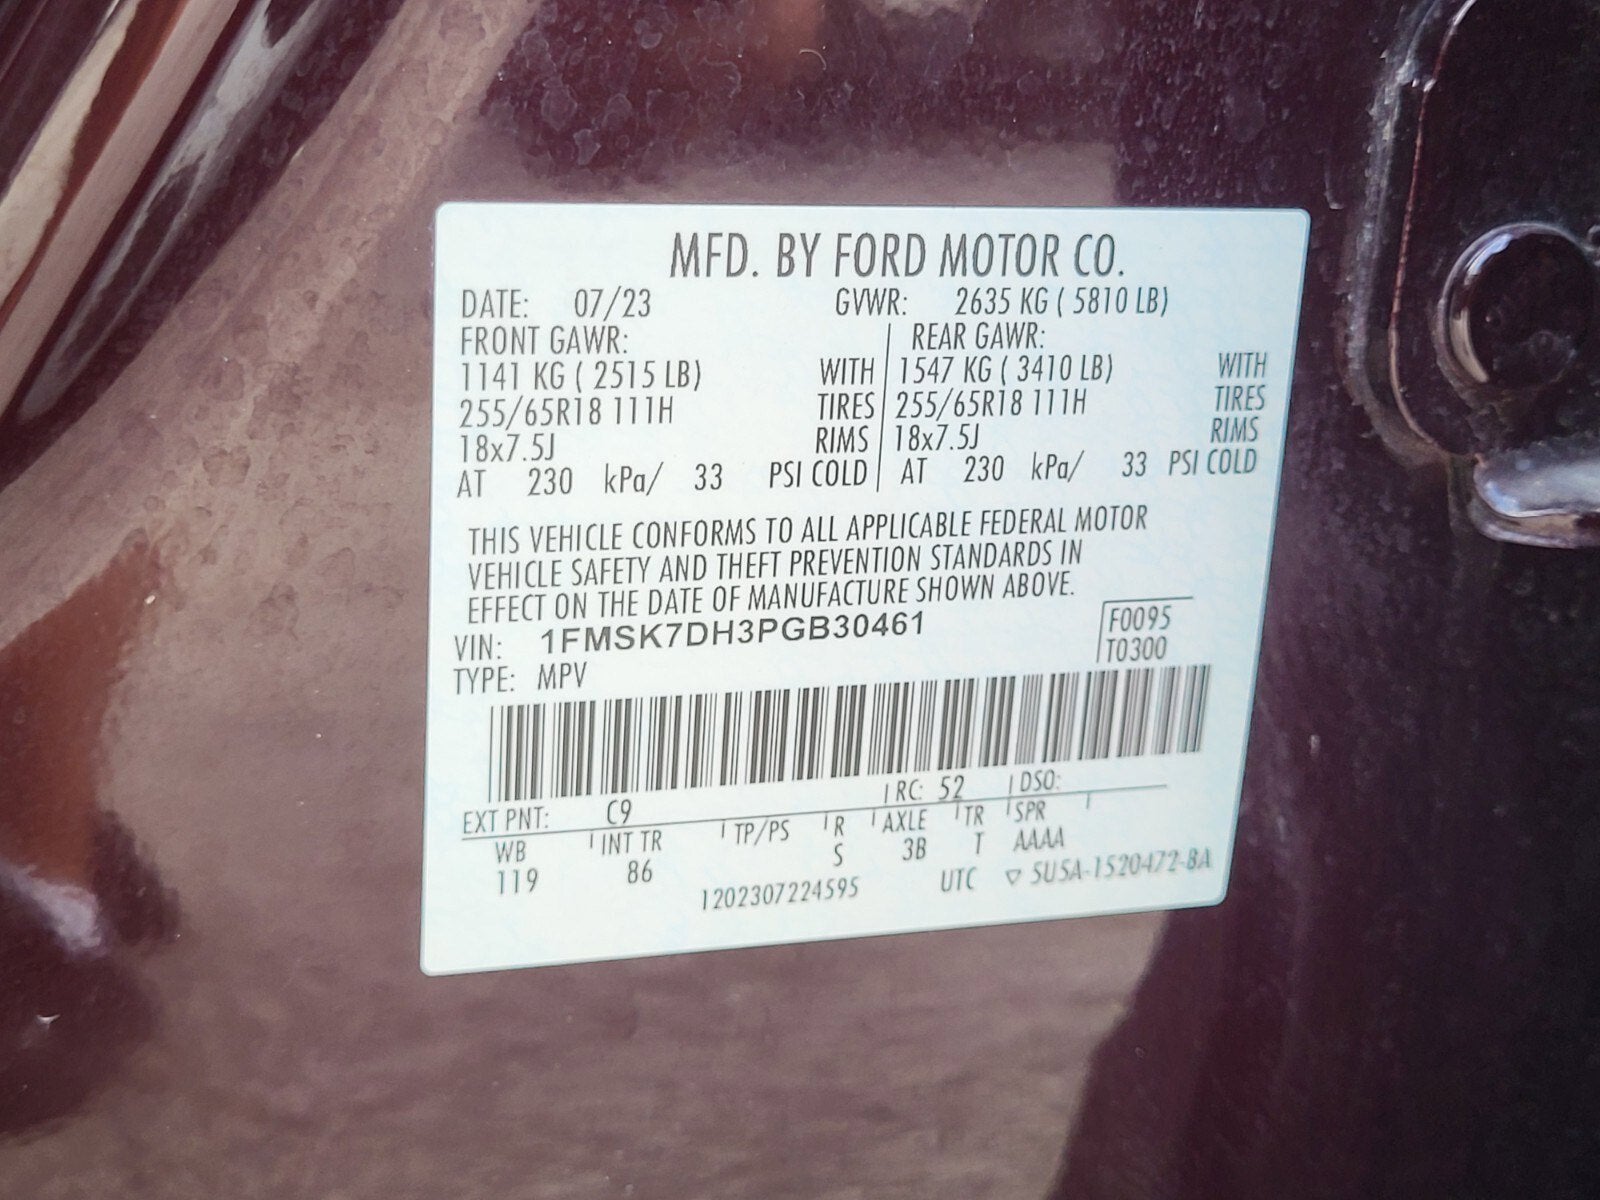 MFD. BY FORD MOTOR CO.
DATE: 07/23 GVWR: 2635 KG ( 5810 LB)
FRONT GAWR: REAR GAWR:
1141 KG ( 2515 LB) WITH 1547 KG ( 3410 LB) WITH
255/65R18 111H TIRES 255/65R18 111H TIRES
18x7.5J RIMS 18x7.5J RIMS
AT 230 kPa/ 33 PSI COLD AT 230 kPa/ 33 PSI COLD
THIS VEHICLE CONFORMS TO ALL APPLICABLE FEDERAL MOTOR
VEHICLE SAFETY AND THEFT PREVENTION STANDARDS IN
EFFECT ON THE DATE OF MANUFACTURE SHOWN ABOVE.
VIN: 1FMSK7DH3PGB30461 F0095
TYPE: MPV T0300
EXT PNT: C9 RC: 52 DSO:
WB INT TR TP/PS R AXLE TR SPR
119 86 S 3B T AAAA
1202307224595 UTC ▽ 5U5A-1520472-BA